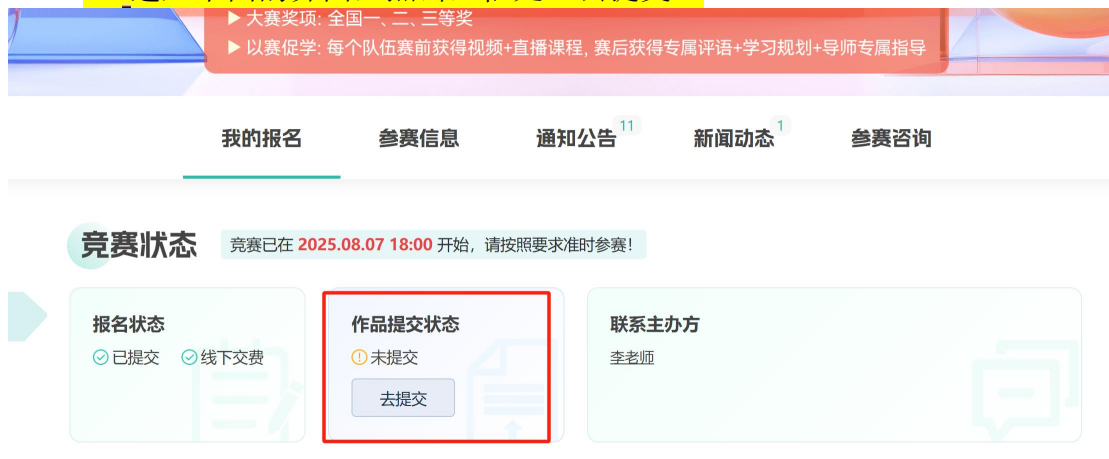 ▶ 大赛奖项: 全国一、二、三等奖
▶ 以赛促学: 每个队伍赛前获得视频+直播课程, 赛后获得专属评语+学习规划+导师专属指导
我的报名 参赛信息 通知公告 11 新闻动态 1 参赛咨询
竞赛状态 竞赛已在 2025.08.07 18:00 开始, 请按照要求准时参赛!
报名状态 作品提交状态 联系主办方
已提交 线下交费 未提交 李老师
去提交